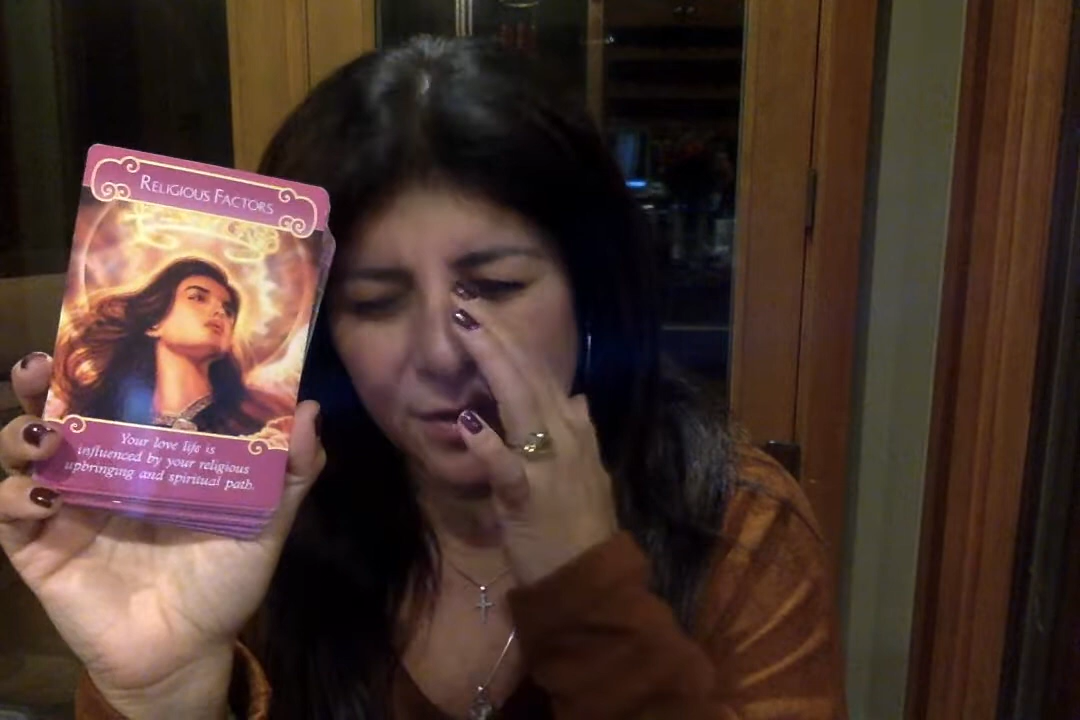 RELIGIOUS FACTORS
Your love life is
influenced by your religious
upbringing and spiritual path.